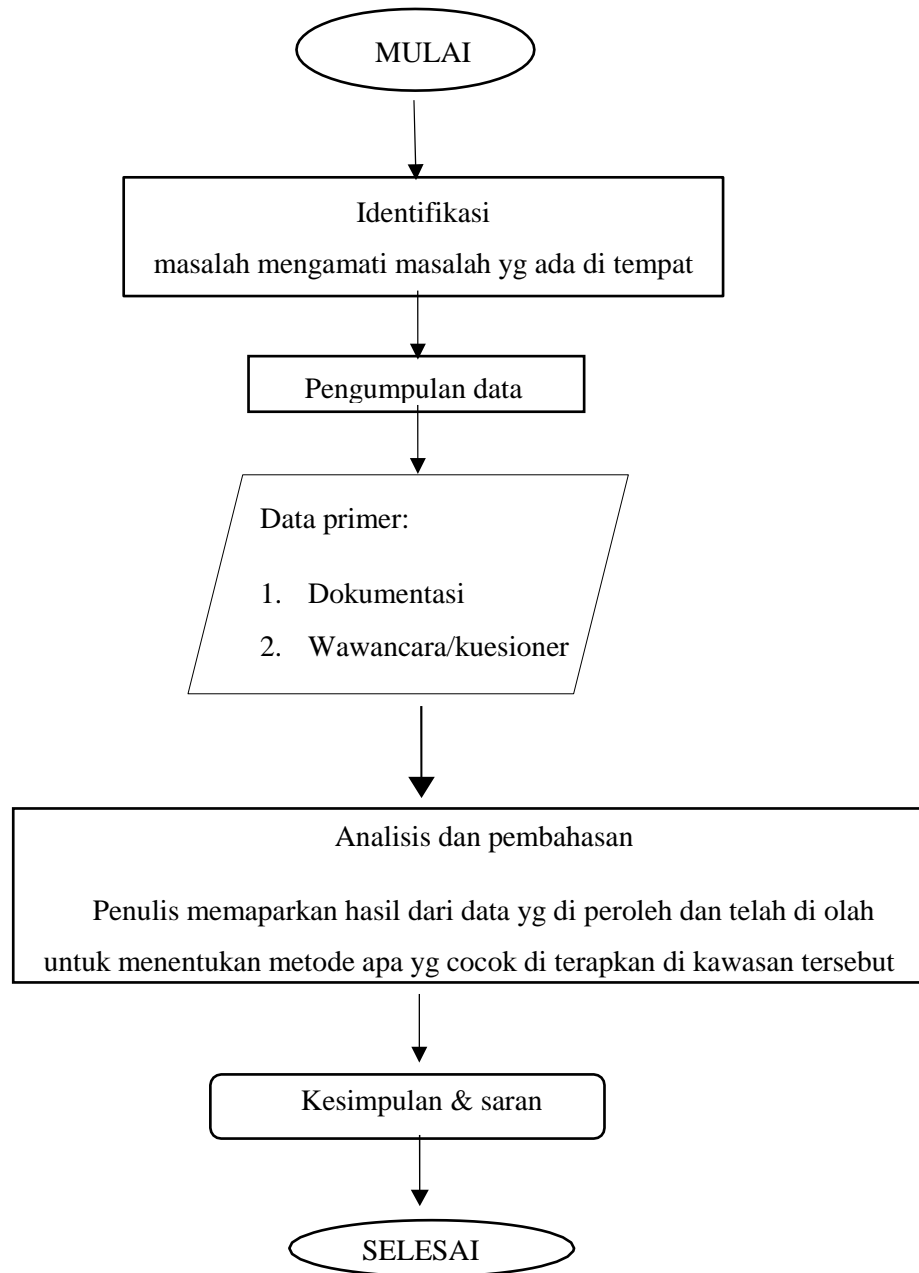 MULAI
Identifikasi
masalah mengamati masalah yg ada di tempat
Pengumpulan data
Data primer:
1. Dokumentasi
2. Wawancara/kuesioner
Analisis dan pembahasan
Penulis memaparkan hasil dari data yg di peroleh dan telah di olah
untuk menentukan metode apa yg cocok di terapkan di kawasan tersebut
Kesimpulan & saran
SELESAI